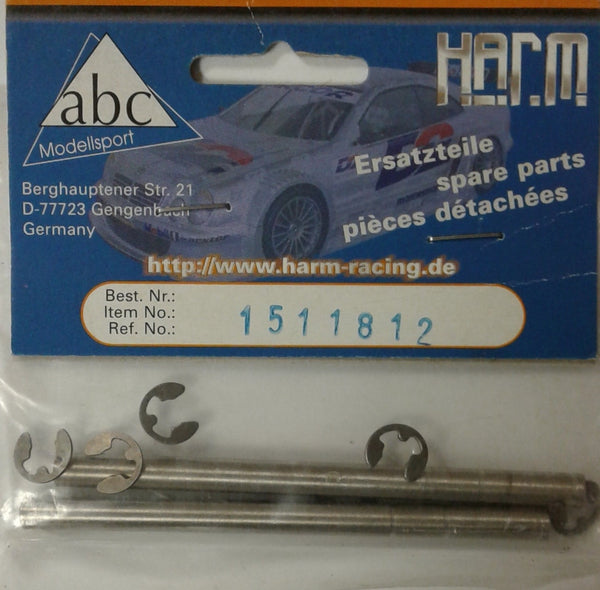 abc
Modellsport
HARM
Berghauptener Str. 21
D-77723 Gengenbach
Germany
Ersatzteile
spare parts
pièces détachées
http://www.harm-racing.de
Best. Nr.:
Item No.:
Ref. No.:
1511812